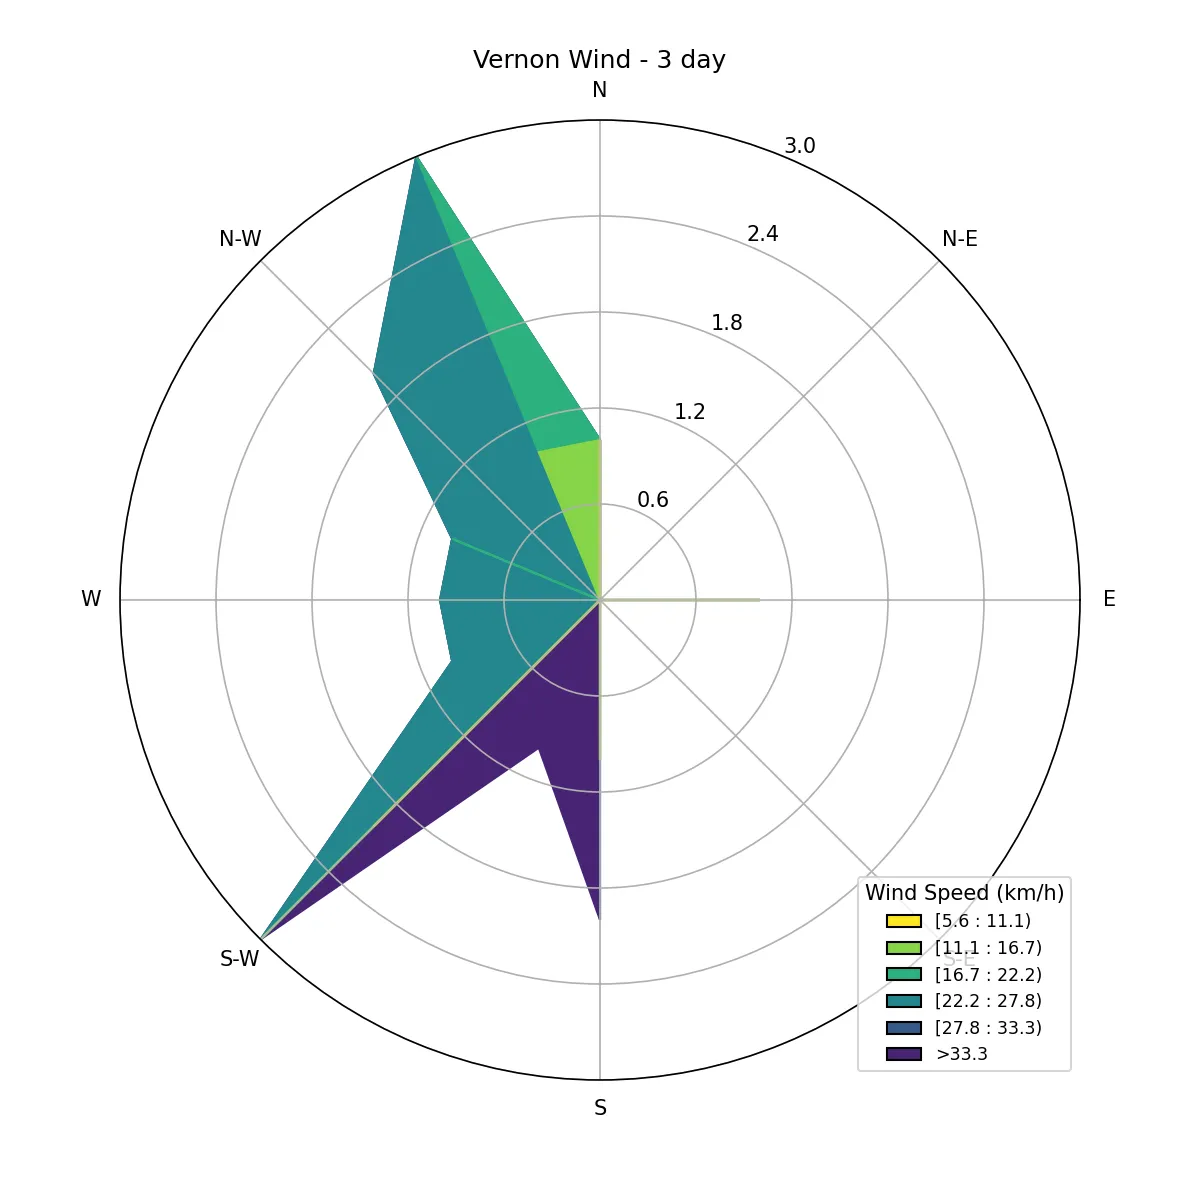 Vernon Wind - 3 day
N
3.0
N-W
2.4
N-E
1.8
1.2
0.6
W
E
S-W
S-E
S
Wind Speed (km/h)
[5.6 : 11.1)
[11.1 : 16.7)
[16.7 : 22.2)
[22.2 : 27.8)
[27.8 : 33.3)
>33.3